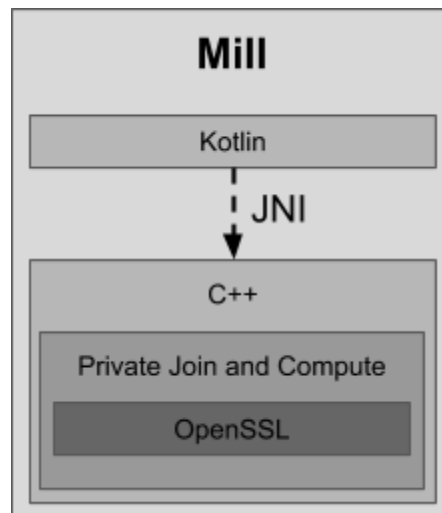 Mill
Kotlin
JNI
C++
Private Join and Compute
OpenSSL